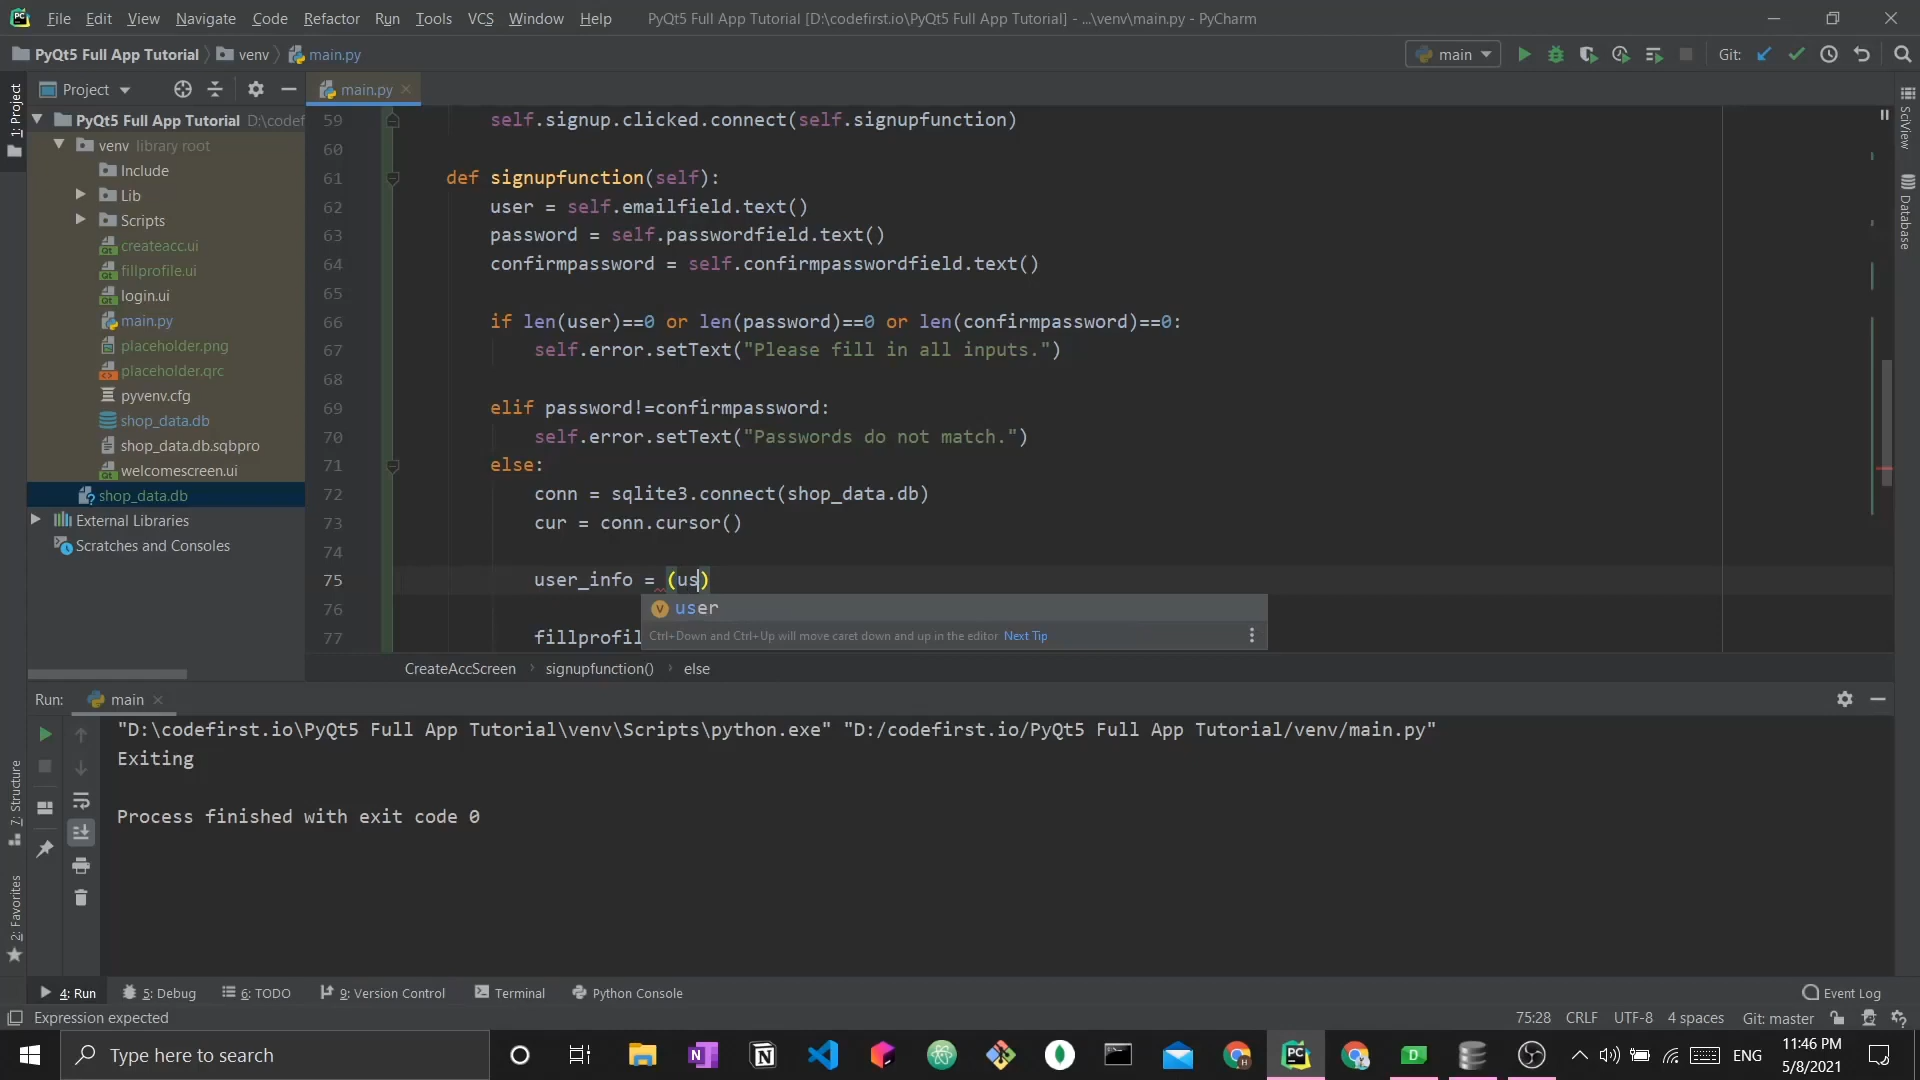 File Edit View Navigate Code Refactor Run Tools VCS Window Help PyQt5 Full App Tutorial [D:\codefirst.io\PyQt5 Full App Tutorial] - ...\venv\main.py - PyCharm
PyQt5 Full App Tutorial venv main.py main Git:
Project main.py
PyQt5 Full App Tutorial D:\codef
venv library root
Include
Lib
Scripts
createacc.ui
fillprofile.ui
login.ui
main.py
placeholder.png
placeholder.qrc
pyvenv.cfg
shop_data.db
shop_data.db.sqbpro
welcomescreen.ui
shop_data.db
External Libraries
Scratches and Consoles
1: Project
7: Structure
2: Favorites
SciView
Database
59 self.signup.clicked.connect(self.signupfunction)
60
61 def signupfunction(self):
62 user = self.emailfield.text()
63 password = self.passwordfield.text()
64 confirmpassword = self.confirmpasswordfield.text()
65
66 if len(user)==0 or len(password)==0 or len(confirmpassword)==0:
67 self.error.setText("Please fill in all inputs.")
68
69 elif password!=confirmpassword:
70 self.error.setText("Passwords do not match.")
71 else:
72 conn = sqlite3.connect(shop_data.db)
73 cur = conn.cursor()
74
75 user_info = (us)
76
77 fillprofil
user
Ctrl+Down and Ctrl+Up will move caret down and up in the editor Next Tip
CreateAccScreen signupfunction() else
Run: main
"D:\codefirst.io\PyQt5 Full App Tutorial\venv\Scripts\python.exe" "D:/codefirst.io/PyQt5 Full App Tutorial/venv/main.py"
Exiting
Process finished with exit code 0
4: Run 5: Debug 6: TODO 9: Version Control Terminal Python Console Event Log
Expression expected 75:28 CRLF UTF-8 4 spaces Git: master
Type here to search ENG 11:46 PM
5/8/2021